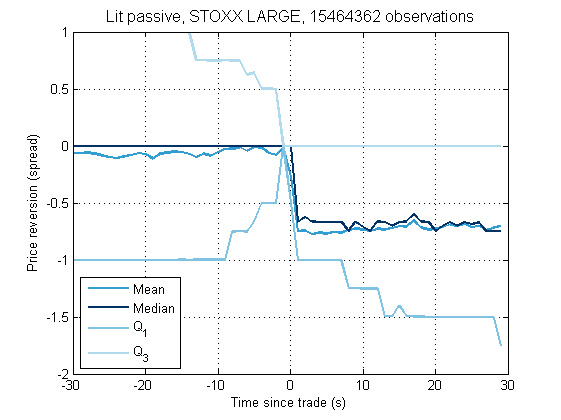 Lit passive, STOXX LARGE, 15464362 observations
1
0.5
0
-0.5
-1
-1.5
-2
Price reversion (spread)
Mean
Median
Q1
Q3
-30 -20 -10 0 10 20 30
Time since trade (s)